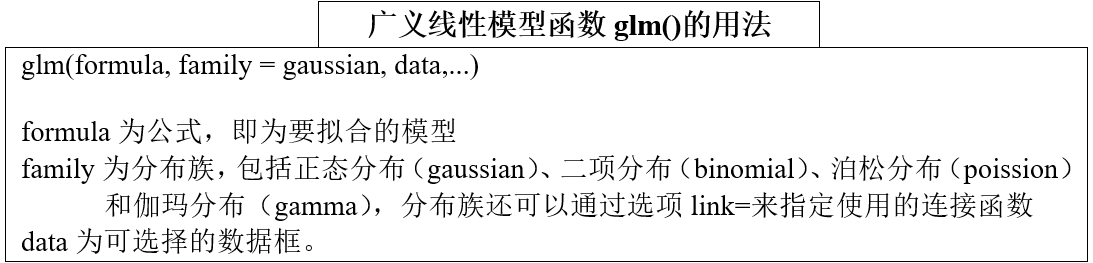 广义线性模型函数 glm()的用法
glm(formula, family = gaussian, data,...)
formula 为公式，即为要拟合的模型
family 为分布族，包括正态分布（gaussian）、二项分布（binomial）、泊松分布（poission）
和伽玛分布（gamma），分布族还可以通过选项 link=来指定使用的连接函数
data 为可选择的数据框。